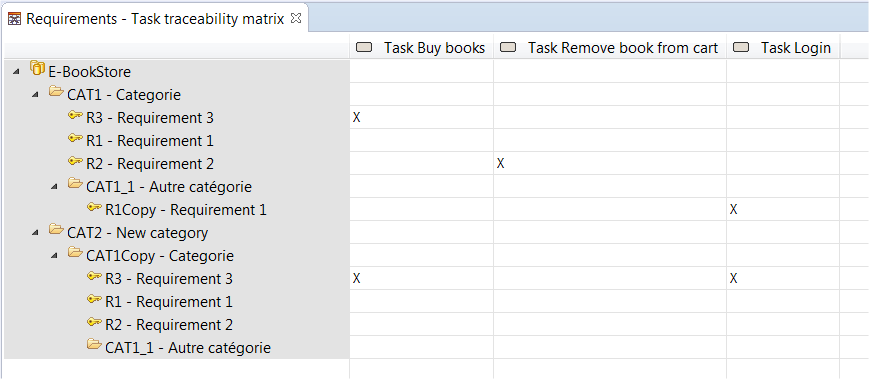 Requirements - Task traceability matrix
Task Buy books Task Remove book from cart Task Login
E-BookStore
CAT1 - Categorie
R3 - Requirement 3 X
R1 - Requirement 1
R2 - Requirement 2 X
CAT1_1 - Autre catégorie
R1Copy - Requirement 1 X
CAT2 - New category
CAT1Copy - Categorie
R3 - Requirement 3 X X
R1 - Requirement 1
R2 - Requirement 2
CAT1_1 - Autre catégorie